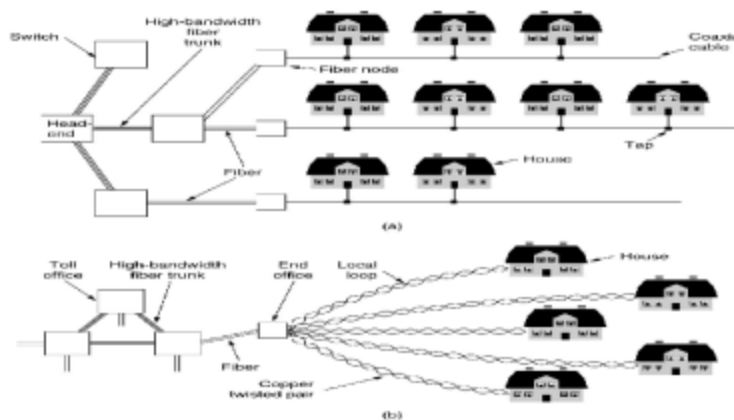 High-bandwidth
fiber
trunk
Switch
Coaxial
cable
Fiber node
Head-
end
Tap
Fiber
House
(a)
Toll
office
High-bandwidth
fiber trunk
End
office
Local
loop
House
Fiber
Copper
twisted pair
(b)